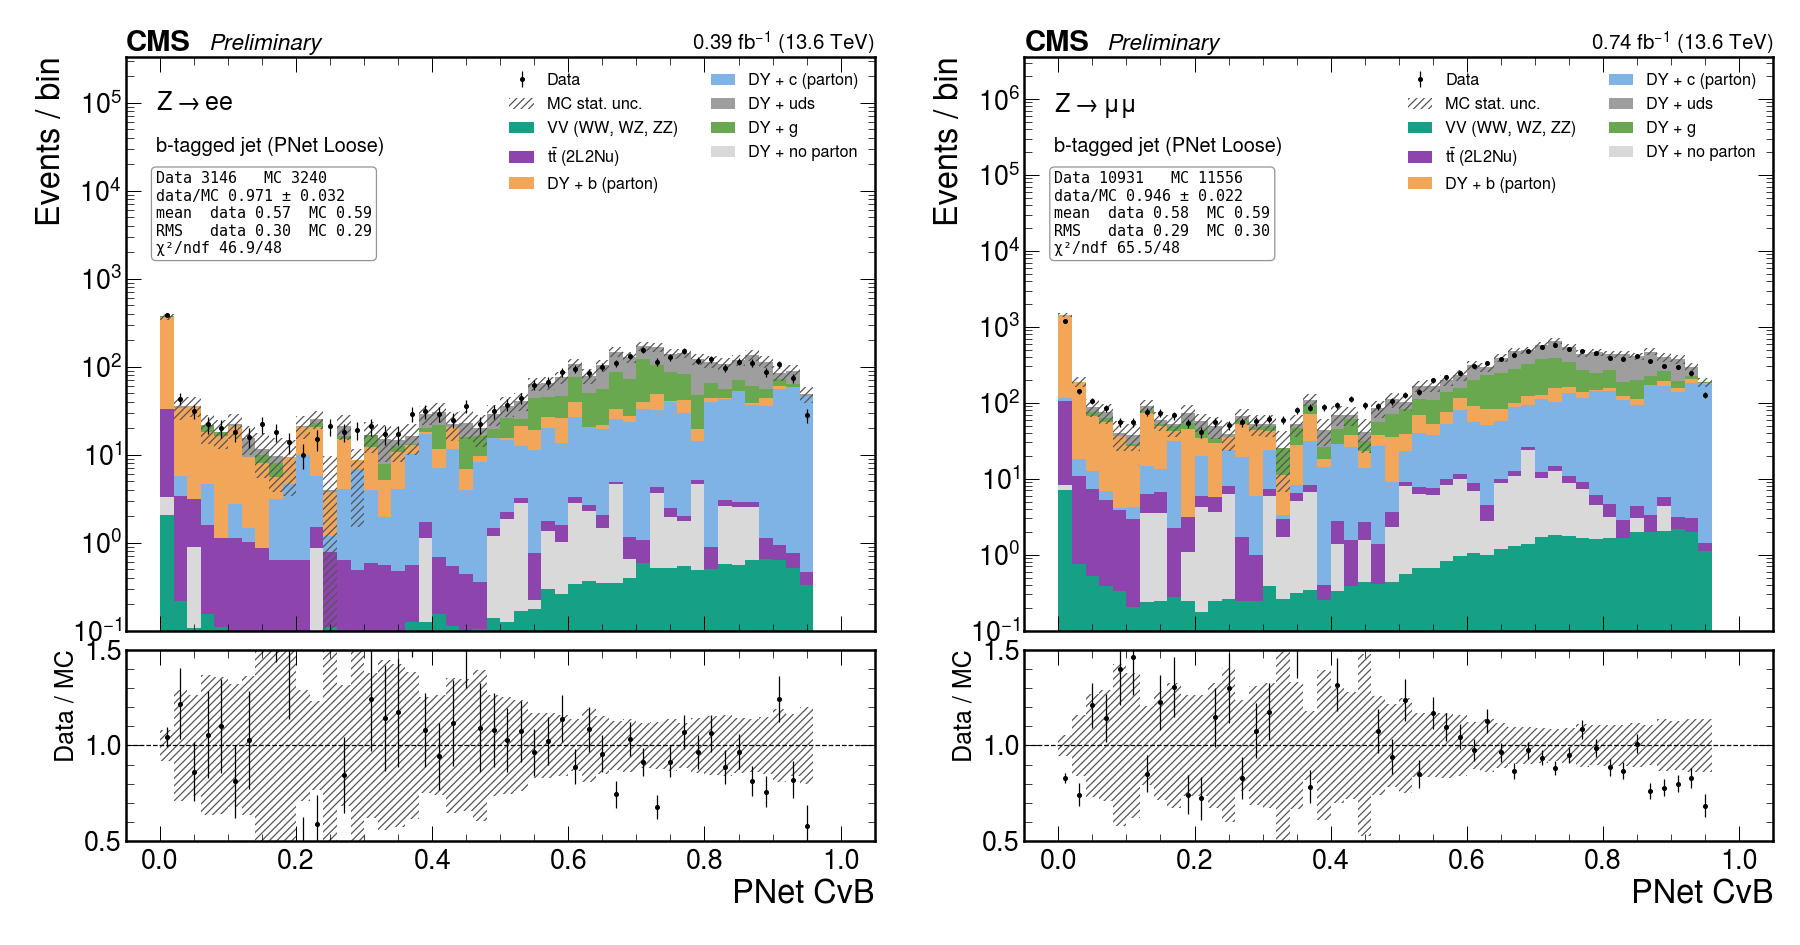 CMS Preliminary 0.39 fb⁻¹ (13.6 TeV)
Events / bin
Z → ee
b-tagged jet (PNet Loose)
Data 3146 MC 3240
data/MC 0.971 ± 0.032
mean data 0.57 MC 0.59
RMS data 0.30 MC 0.29
χ²/ndf 46.9/48
Data
MC stat. unc.
VV (WW, WZ, ZZ)
tt̄ (2L2Nu)
DY + b (parton)
DY + c (parton)
DY + uds
DY + g
DY + no parton
10⁵
10⁴
10³
10²
10¹
10⁰
10⁻¹
Data / MC
1.5
1.0
0.5
0.0 0.2 0.4 0.6 0.8 1.0
PNet CvB
CMS Preliminary 0.74 fb⁻¹ (13.6 TeV)
Events / bin
Z → μμ
b-tagged jet (PNet Loose)
Data 10931 MC 11556
data/MC 0.946 ± 0.022
mean data 0.58 MC 0.59
RMS data 0.29 MC 0.30
χ²/ndf 65.5/48
Data
MC stat. unc.
VV (WW, WZ, ZZ)
tt̄ (2L2Nu)
DY + b (parton)
DY + c (parton)
DY + uds
DY + g
DY + no parton
10⁶
10⁵
10⁴
10³
10²
10¹
10⁰
10⁻¹
Data / MC
1.5
1.0
0.5
0.0 0.2 0.4 0.6 0.8 1.0
PNet CvB